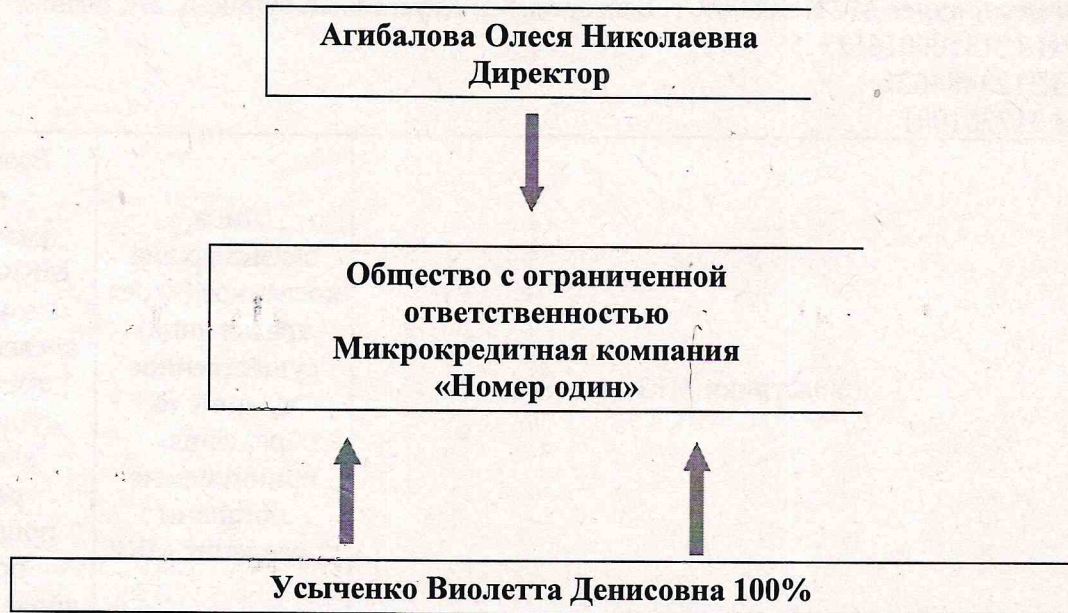 Агибалова Олеся Николаевна
Директор
Общество с ограниченной
ответственностью
Микрокредитная компания
«Номер один»
Усыченко Виолетта Денисовна 100%